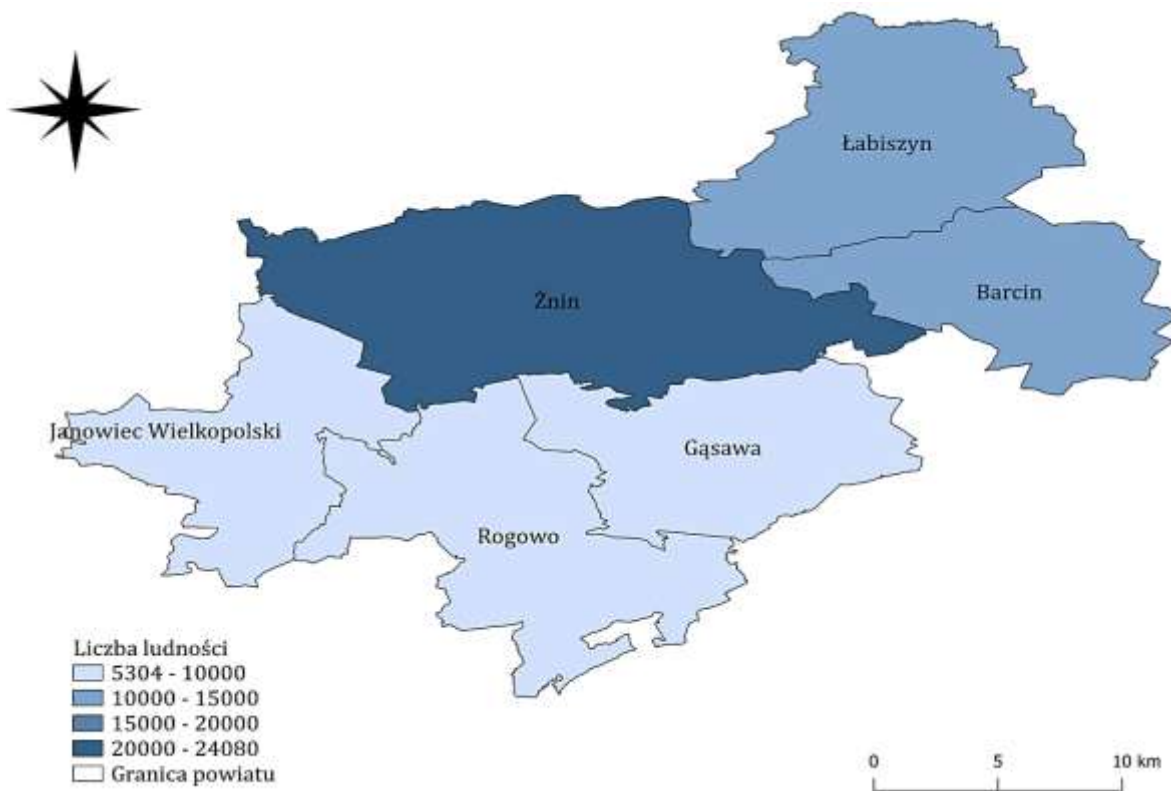 Łabiszyn
Barcin
Żnin
Janowiec Wielkopolski
Gąsawa
Rogowo
Liczba ludności
5304 - 10000
10000 - 15000
15000 - 20000
20000 - 24080
Granica powiatu
0 5 10 km